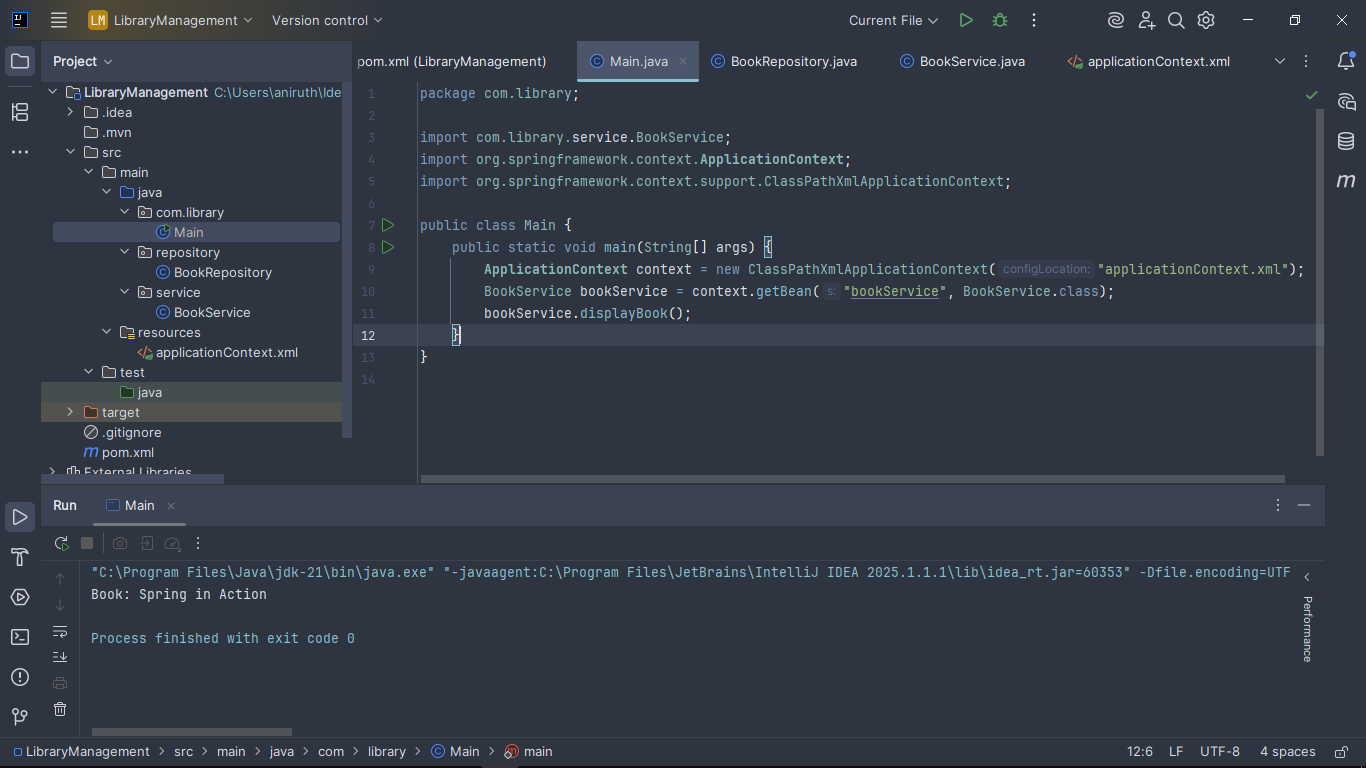 LM LibraryManagement Version control Current File
Project
pom.xml (LibraryManagement) Main.java BookRepository.java BookService.java applicationContext.xml
LibraryManagement C:\Users\aniruth\Ide
.idea
.mvn
src
main
java
com.library
Main
repository
BookRepository
service
BookService
resources
applicationContext.xml
test
java
target
.gitignore
pom.xml
External Libraries
1 package com.library;
2
3 import com.library.service.BookService;
4 import org.springframework.context.ApplicationContext;
5 import org.springframework.context.support.ClassPathXmlApplicationContext;
6
7 public class Main {
8 public static void main(String[] args) {
9 ApplicationContext context = new ClassPathXmlApplicationContext( configLocation: "applicationContext.xml");
10 BookService bookService = context.getBean( s: "bookService", BookService.class);
11 bookService.displayBook();
12 }
13 }
14
Run Main
"C:\Program Files\Java\jdk-21\bin\java.exe" "-javaagent:C:\Program Files\JetBrains\IntelliJ IDEA 2025.1.1.1\lib\idea_rt.jar=60353" -Dfile.encoding=UTF
Book: Spring in Action
Process finished with exit code 0
Performance
LibraryManagement > src > main > java > com > library > Main > main 12:6 LF UTF-8 4 spaces